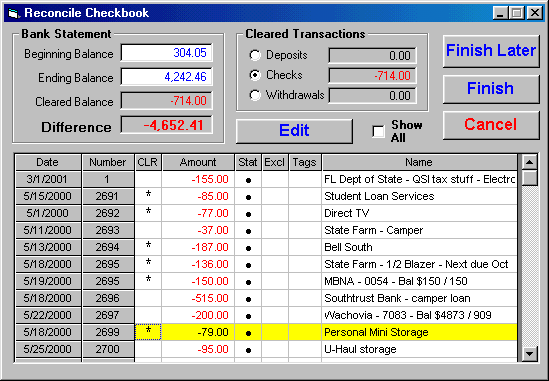 Reconcile Checkbook
Bank Statement
Beginning Balance 304.05
Ending Balance 4,242.46
Cleared Balance -714.00
Difference -4,652.41
Cleared Transactions
Deposits 0.00
Checks -714.00
Withdrawals 0.00
Edit
Show All
Finish Later
Finish
Cancel
Date Number CLR Amount Stat Excl Tags Name
3/1/2001 1 -155.00 • FL Dept of State - QSI tax stuff - Electro
5/15/2000 2691 * -85.00 • Student Loan Services
5/1/2000 2692 * -77.00 • Direct TV
5/11/2000 2693 -37.00 • State Farm - Camper
5/13/2000 2694 * -187.00 • Bell South
5/18/2000 2695 * -136.00 • State Farm - 1/2 Blazer - Next due Oct
5/19/2000 2695 * -150.00 • MBNA - 0054 - Bal $150 / 150
5/18/2000 2696 -515.00 • Southtrust Bank - camper loan
5/22/2000 2697 -200.00 • Wachovia - 7083 - Bal $4873 / 909
5/18/2000 2699 * -79.00 • Personal Mini Storage
5/25/2000 2700 -95.00 • U-Haul storage